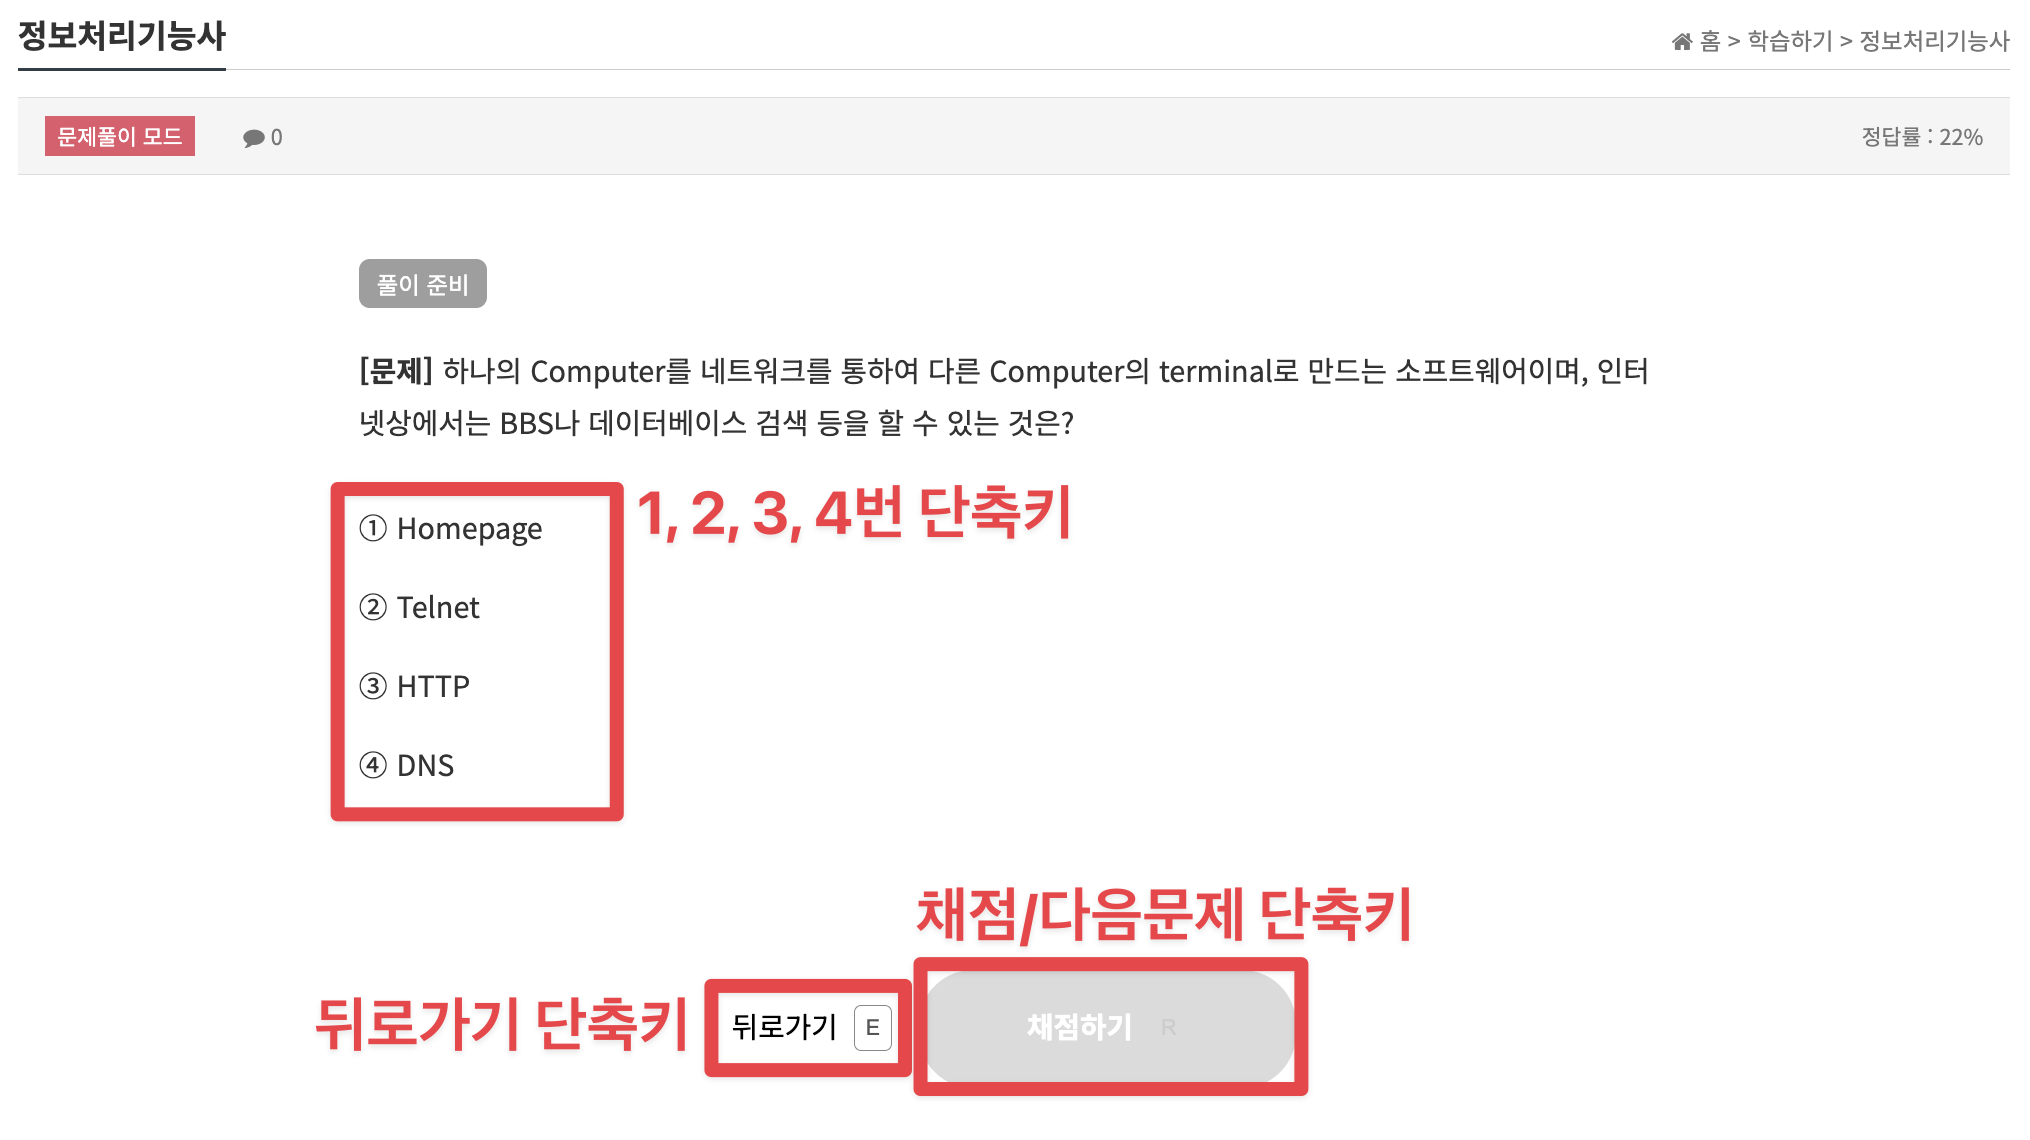 정보처리기능사
홈 > 학습하기 > 정보처리기능사
문제풀이 모드
0
정답률 : 22%
풀이 준비
[문제] 하나의 Computer를 네트워크를 통하여 다른 Computer의 terminal로 만드는 소프트웨어이며, 인터
넷상에서는 BBS나 데이터베이스 검색 등을 할 수 있는 것은?
1, 2, 3, 4번 단축키
① Homepage
② Telnet
③ HTTP
④ DNS
채점/다음문제 단축키
뒤로가기 단축키
뒤로가기 E
채점하기 R